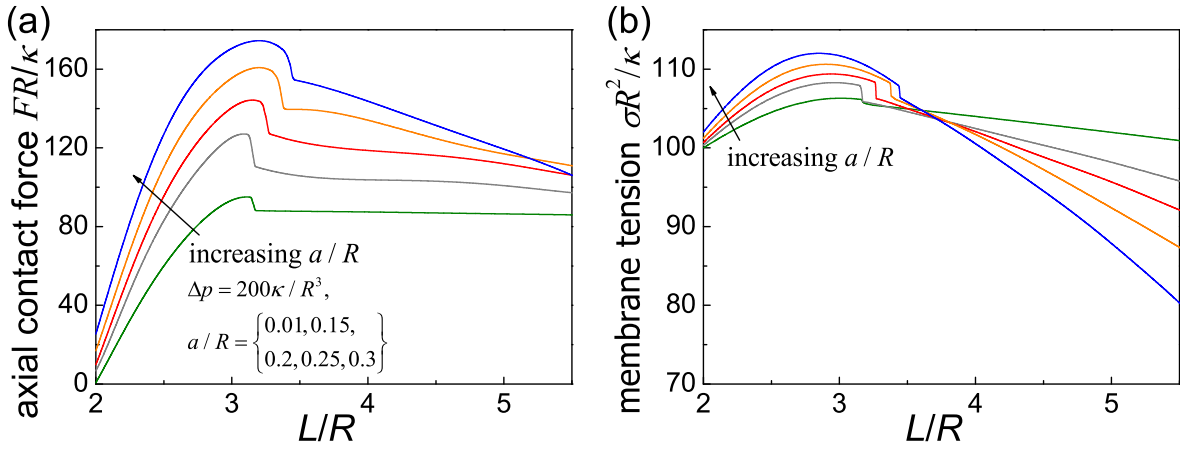 (a)
axial contact force FR/κ
160
120
80
40
0
increasing a / R
Δp = 200κ / R³,
a / R = {0.01, 0.15,
0.2, 0.25, 0.3}
2
3
4
5
L/R
(b)
membrane tension σR²/κ
110
100
90
80
70
increasing a / R
2
3
4
5
L/R